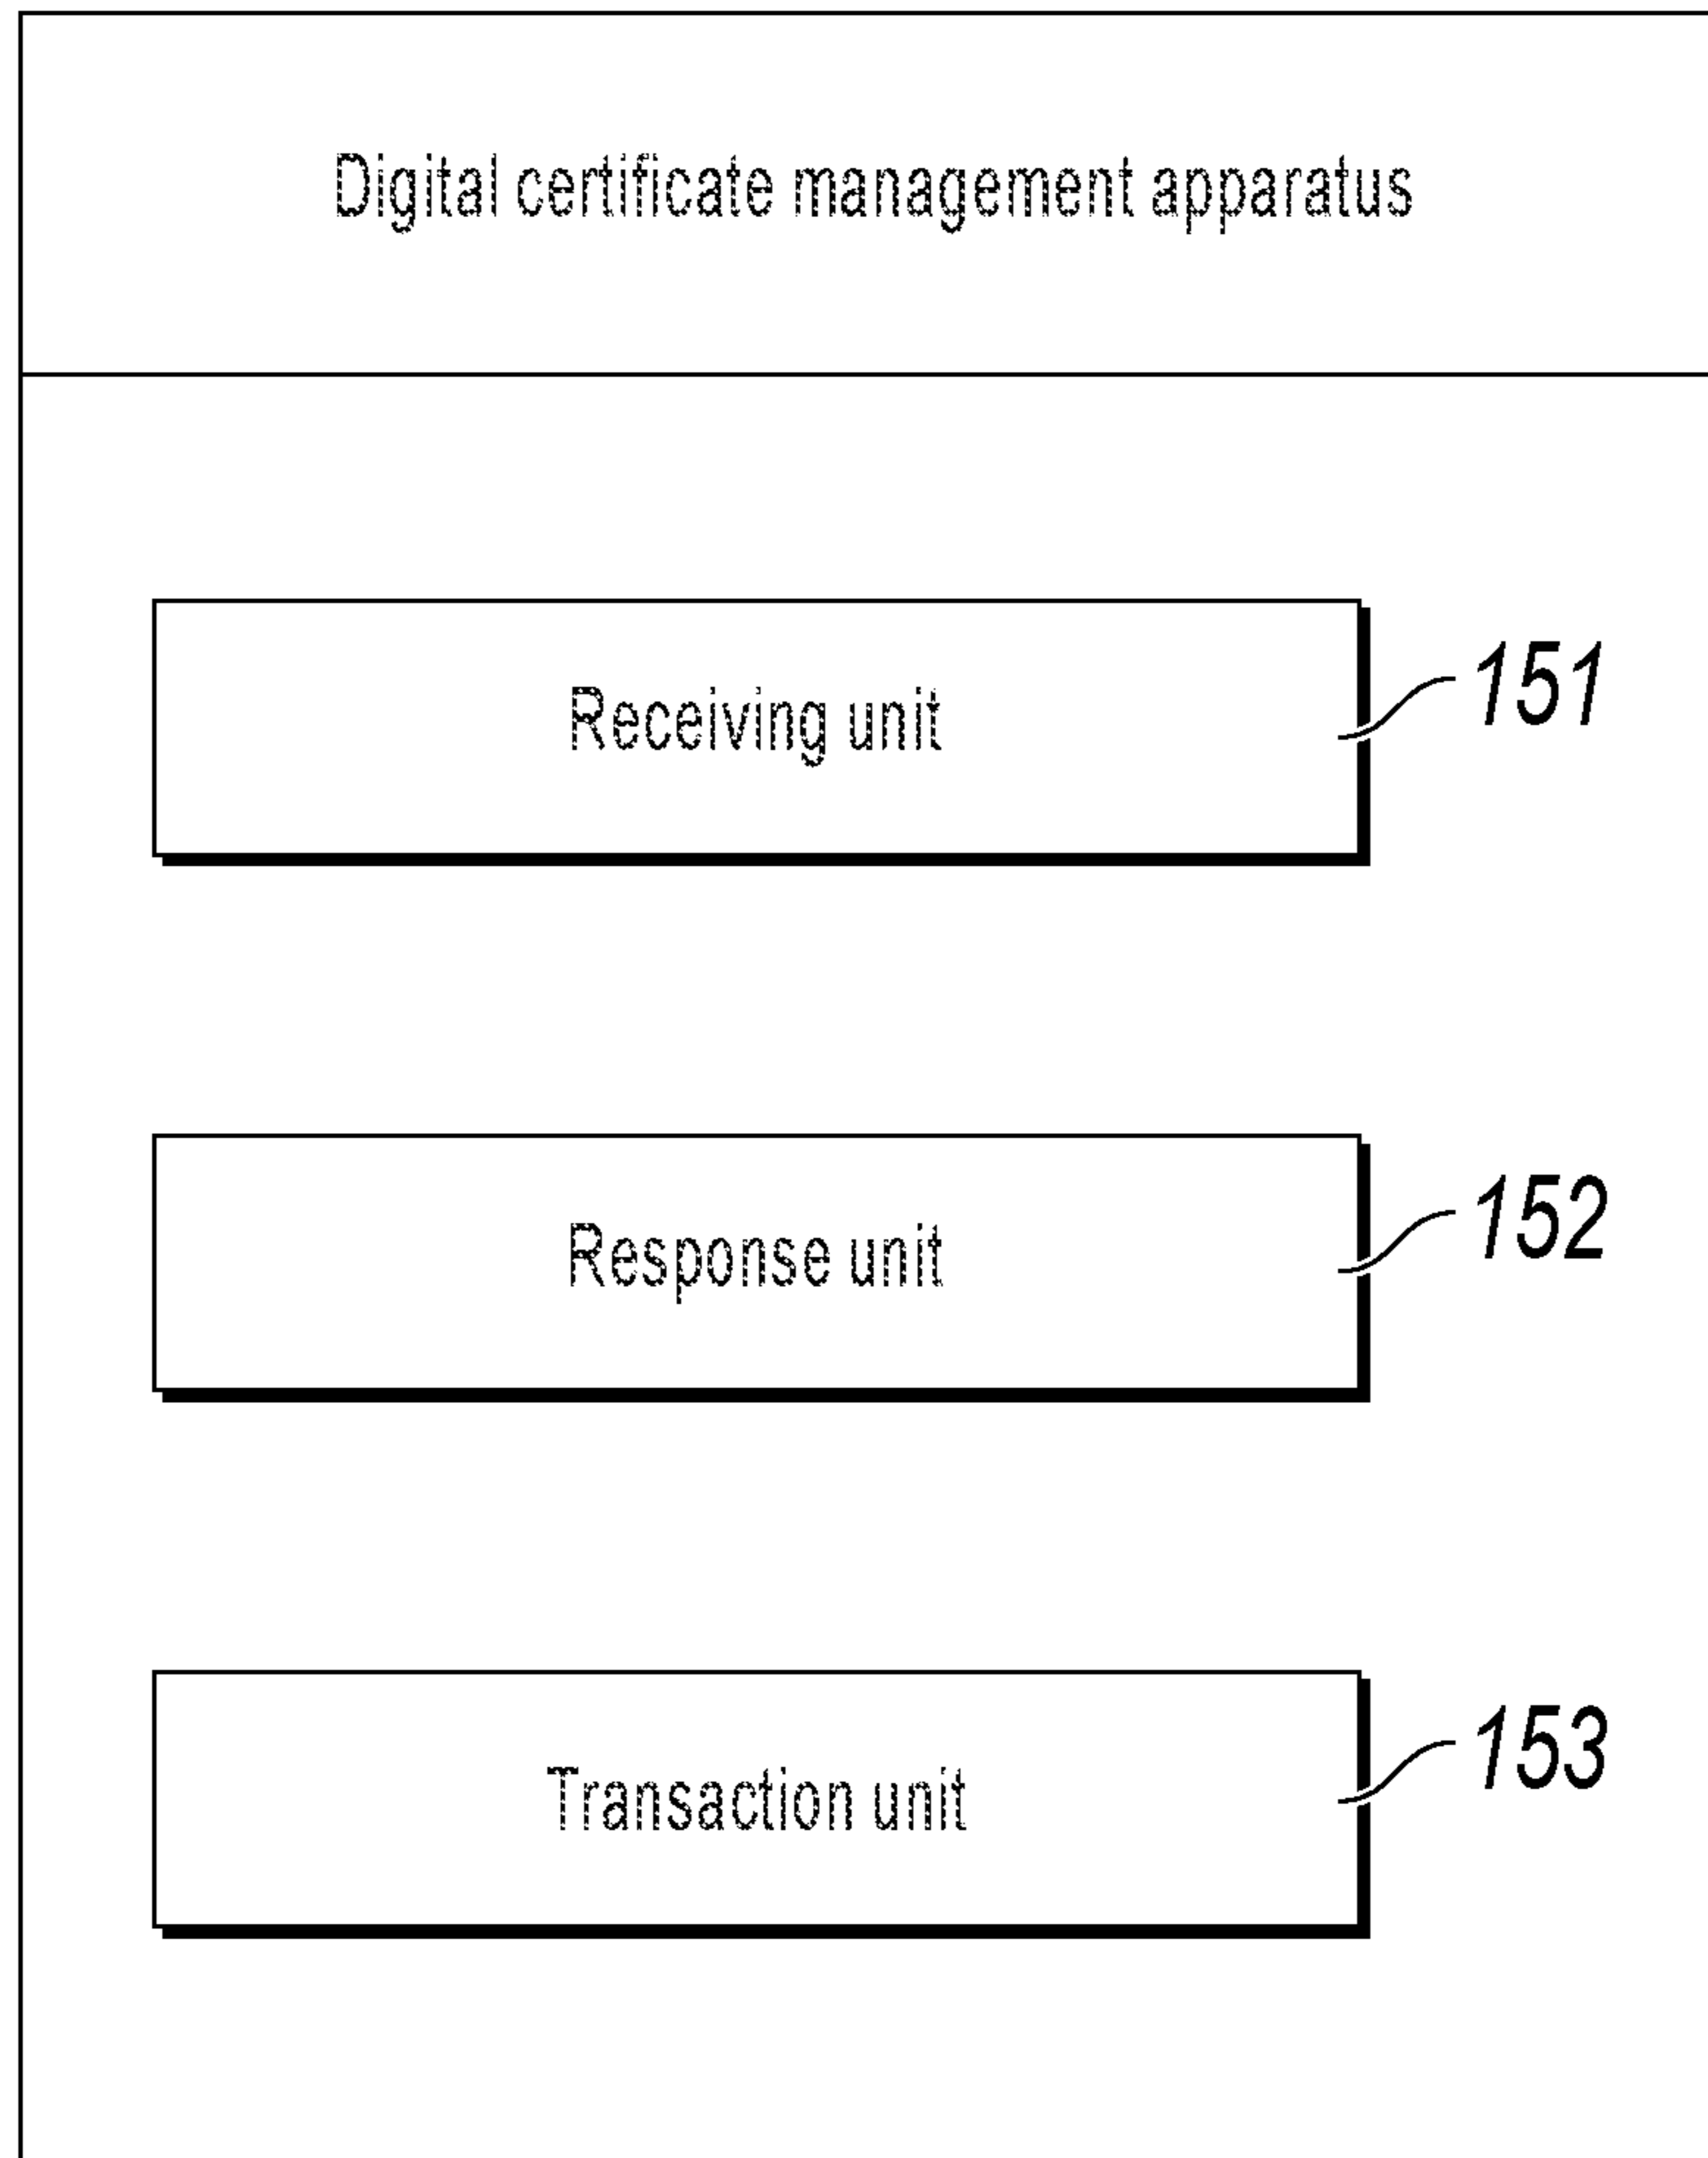 Digital certificate management apparatus
Receiving unit
151
Response unit
152
Transaction unit
153